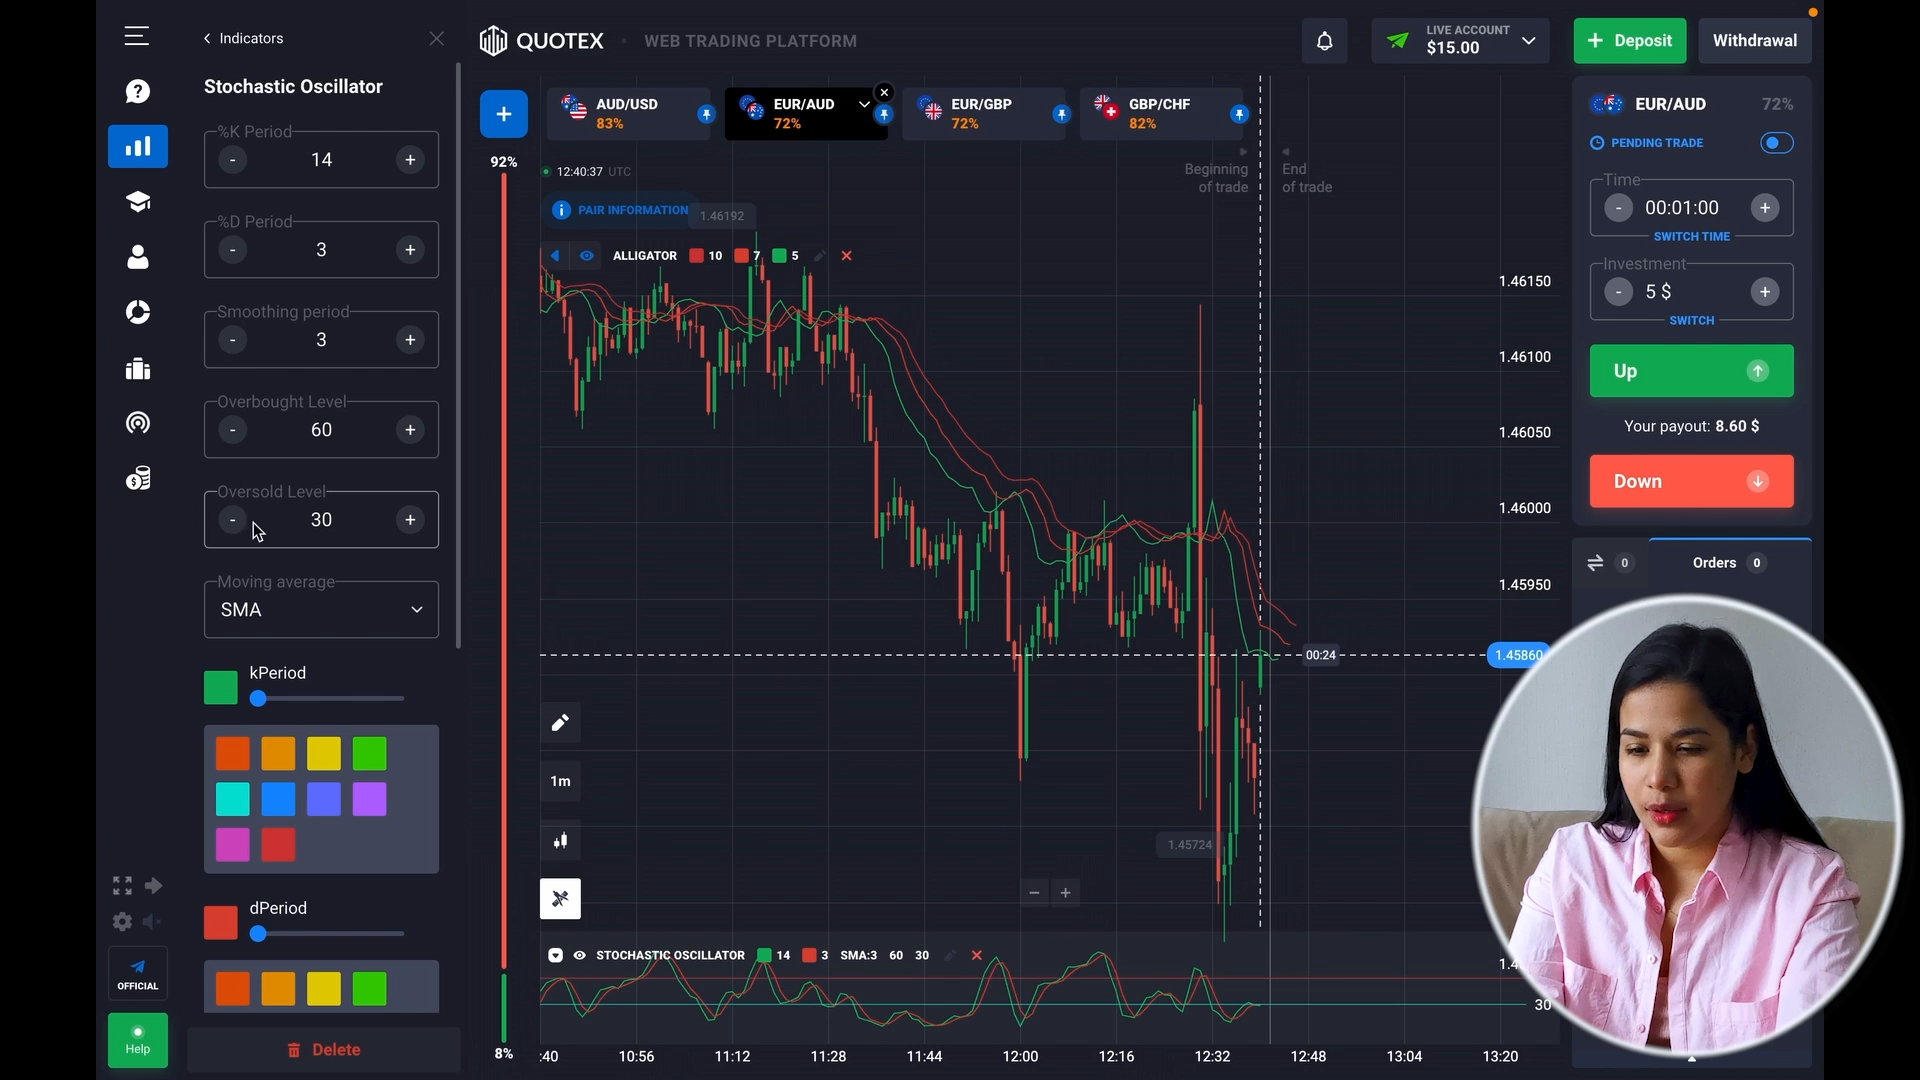 Indicators
Stochastic Oscillator
%K Period
- 14 +
%D Period
- 3 +
Smoothing period
- 3 +
Overbought Level
- 60 +
Oversold Level
- 30 +
Moving average
SMA
kPeriod
dPeriod
Delete
OFFICIAL
Help
QUOTEX
WEB TRADING PLATFORM
LIVE ACCOUNT
$15.00
+ Deposit
Withdrawal
+
AUD/USD
83%
EUR/AUD
72%
EUR/GBP
72%
GBP/CHF
82%
92%
12:40:37 UTC
Beginning
of trade
End
of trade
PAIR INFORMATION
1.46192
ALLIGATOR 10 7 5
1.46150
1.46100
1.46050
1.46000
1.45950
00:24
1.45860
1m
1.45724
- +
STOCHASTIC OSCILLATOR 14 3 SMA:3 60 30
1.4
30
8%
:40 10:56 11:12 11:28 11:44 12:00 12:16 12:32 12:48 13:04 13:20
EUR/AUD 72%
PENDING TRADE
Time
- 00:01:00 +
SWITCH TIME
Investment
- 5 $ +
SWITCH
Up
Your payout: 8.60 $
Down
0
Orders 0